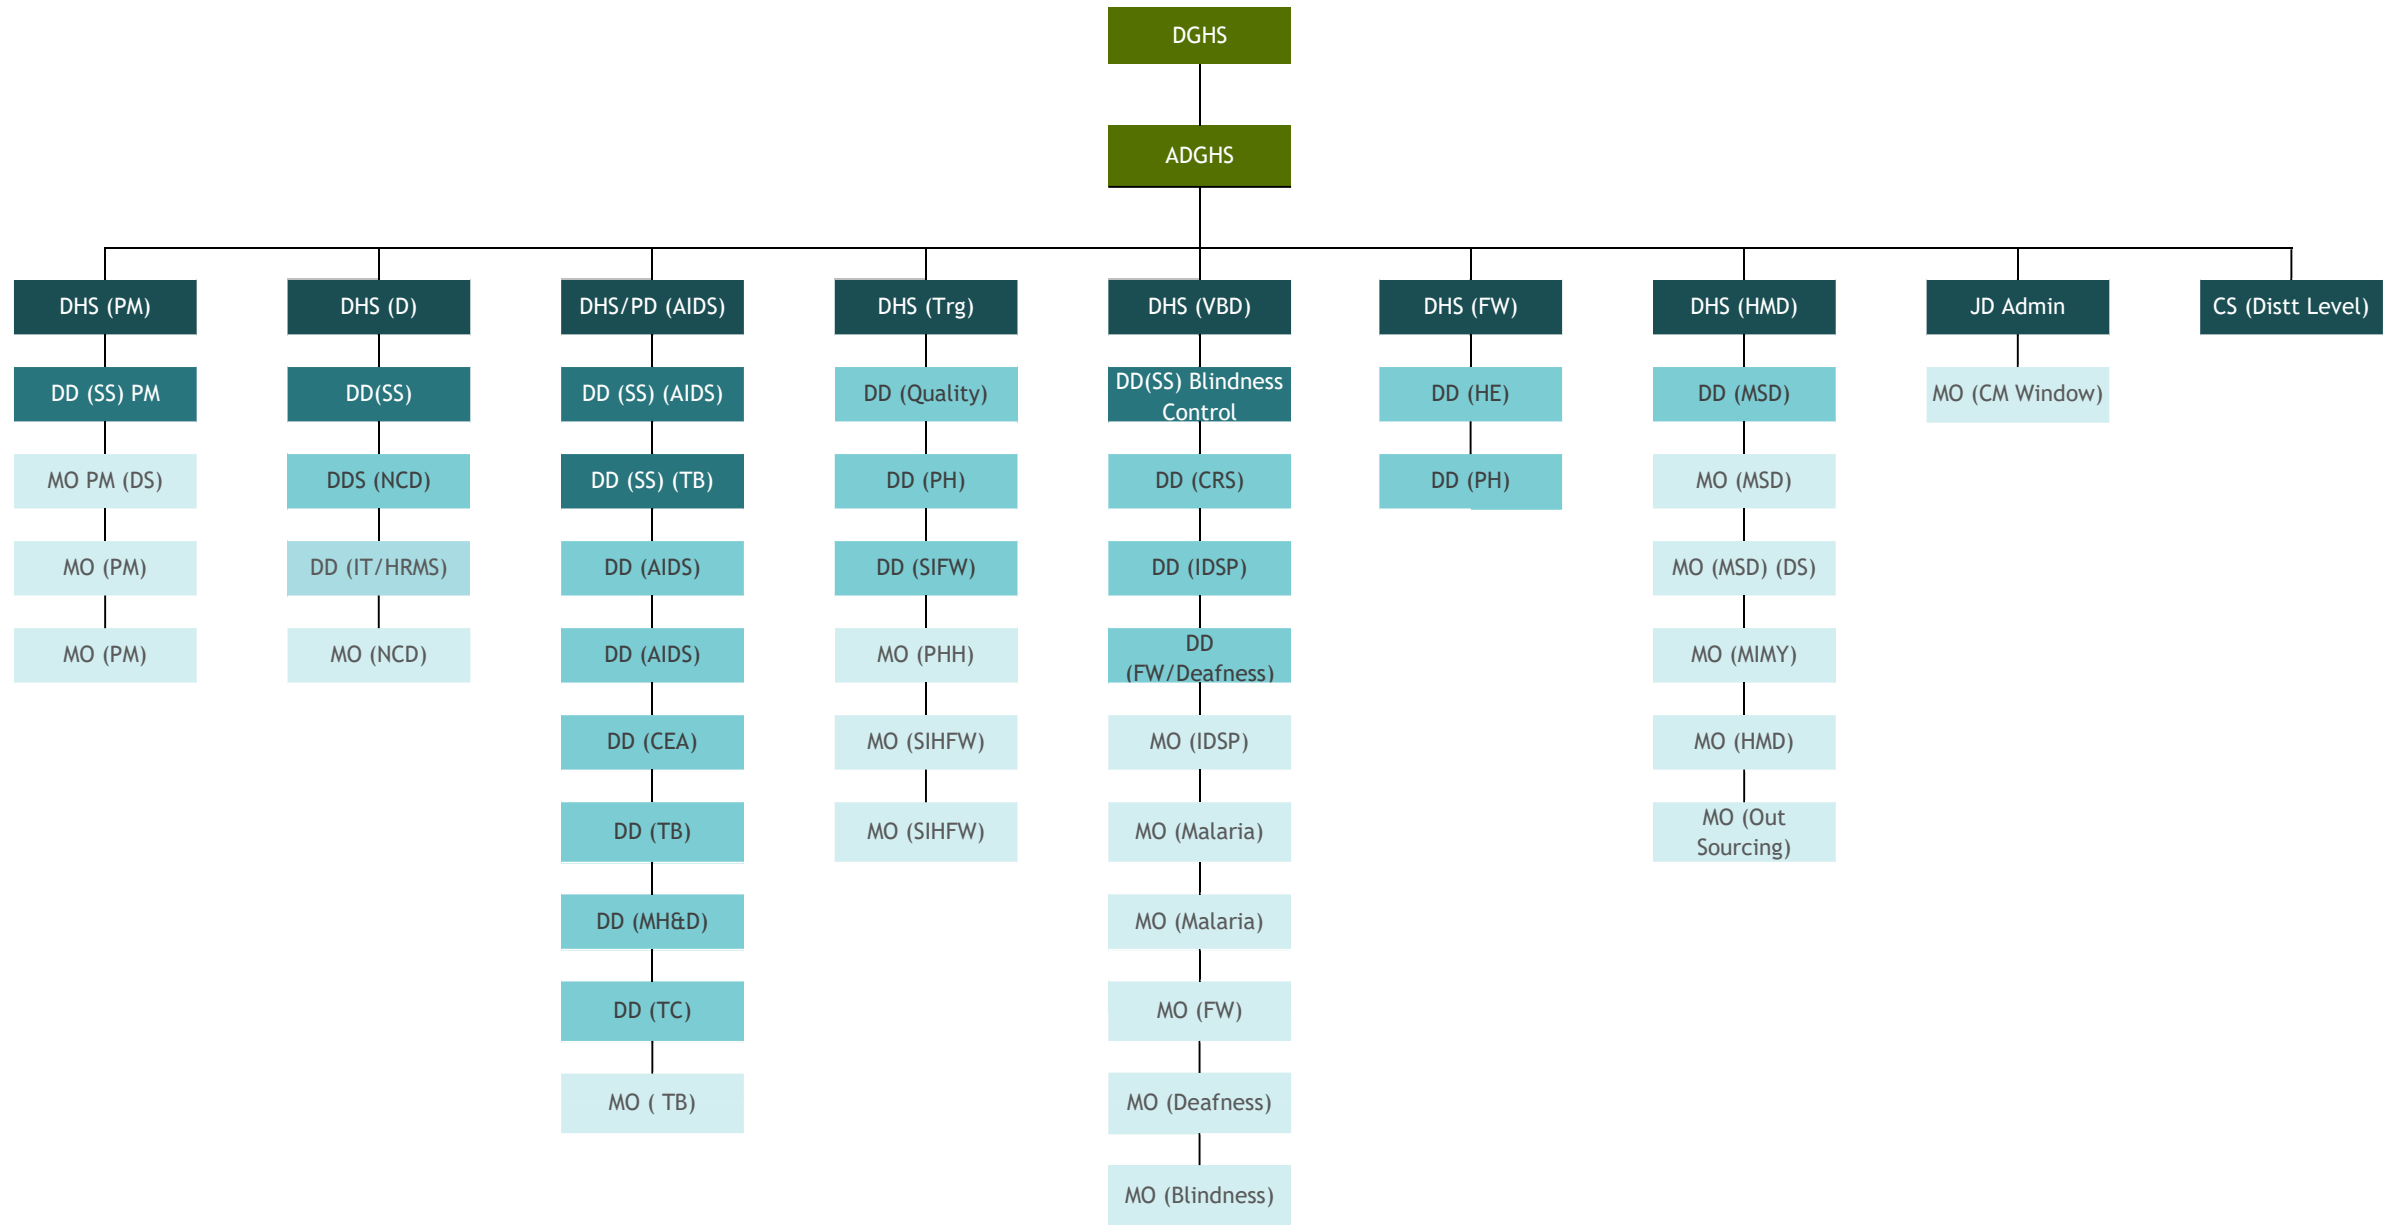 DGHS
ADGHS
DHS (PM)
DHS (D)
DHS/PD (AIDS)
DHS (Trg)
DHS (VBD)
DHS (FW)
DHS (HMD)
JD Admin
CS (Distt Level)
DD (SS) PM
DD(SS)
DD (SS) (AIDS)
DD (Quality)
DD(SS) Blindness
Control
DD (HE)
DD (MSD)
MO (CM Window)
MO PM (DS)
DDS (NCD)
DD (SS) (TB)
DD (PH)
DD (CRS)
DD (PH)
MO (MSD)
MO (PM)
DD (IT/HRMS)
DD (AIDS)
DD (SIFW)
DD (IDSP)
MO (MSD) (DS)
MO (PM)
MO (NCD)
DD (AIDS)
MO (PHH)
DD
(FW/Deafness)
MO (MIMY)
DD (CEA)
MO (SIHFW)
MO (IDSP)
MO (HMD)
DD (TB)
MO (SIHFW)
MO (Malaria)
MO (Out
Sourcing)
DD (MH&D)
MO (Malaria)
DD (TC)
MO (FW)
MO ( TB)
MO (Deafness)
MO (Blindness)